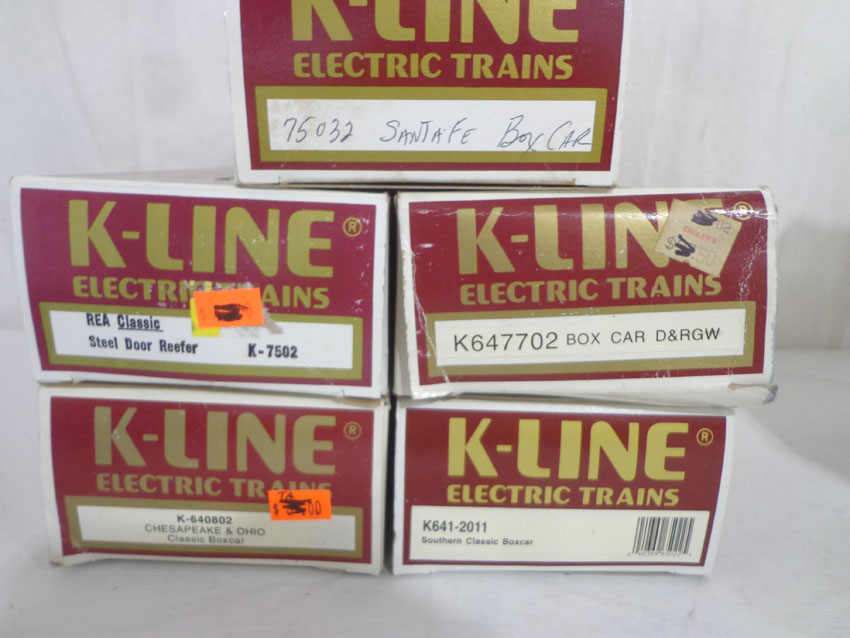 K-LINE
ELECTRIC TRAINS
75032 SANTA FE BOX CAR
K-LINE®
ELECTRIC TRAINS
REA Classic
Steel Door Reefer K-7502
K-LINE®
ELECTRIC TRAINS
K647702 BOX CAR D&RGW
K-LINE®
ELECTRIC TRAINS
K-640802
CHESAPEAKE & OHIO
Classic Boxcar
K-LINE®
ELECTRIC TRAINS
K641-2011
Southern Classic Boxcar